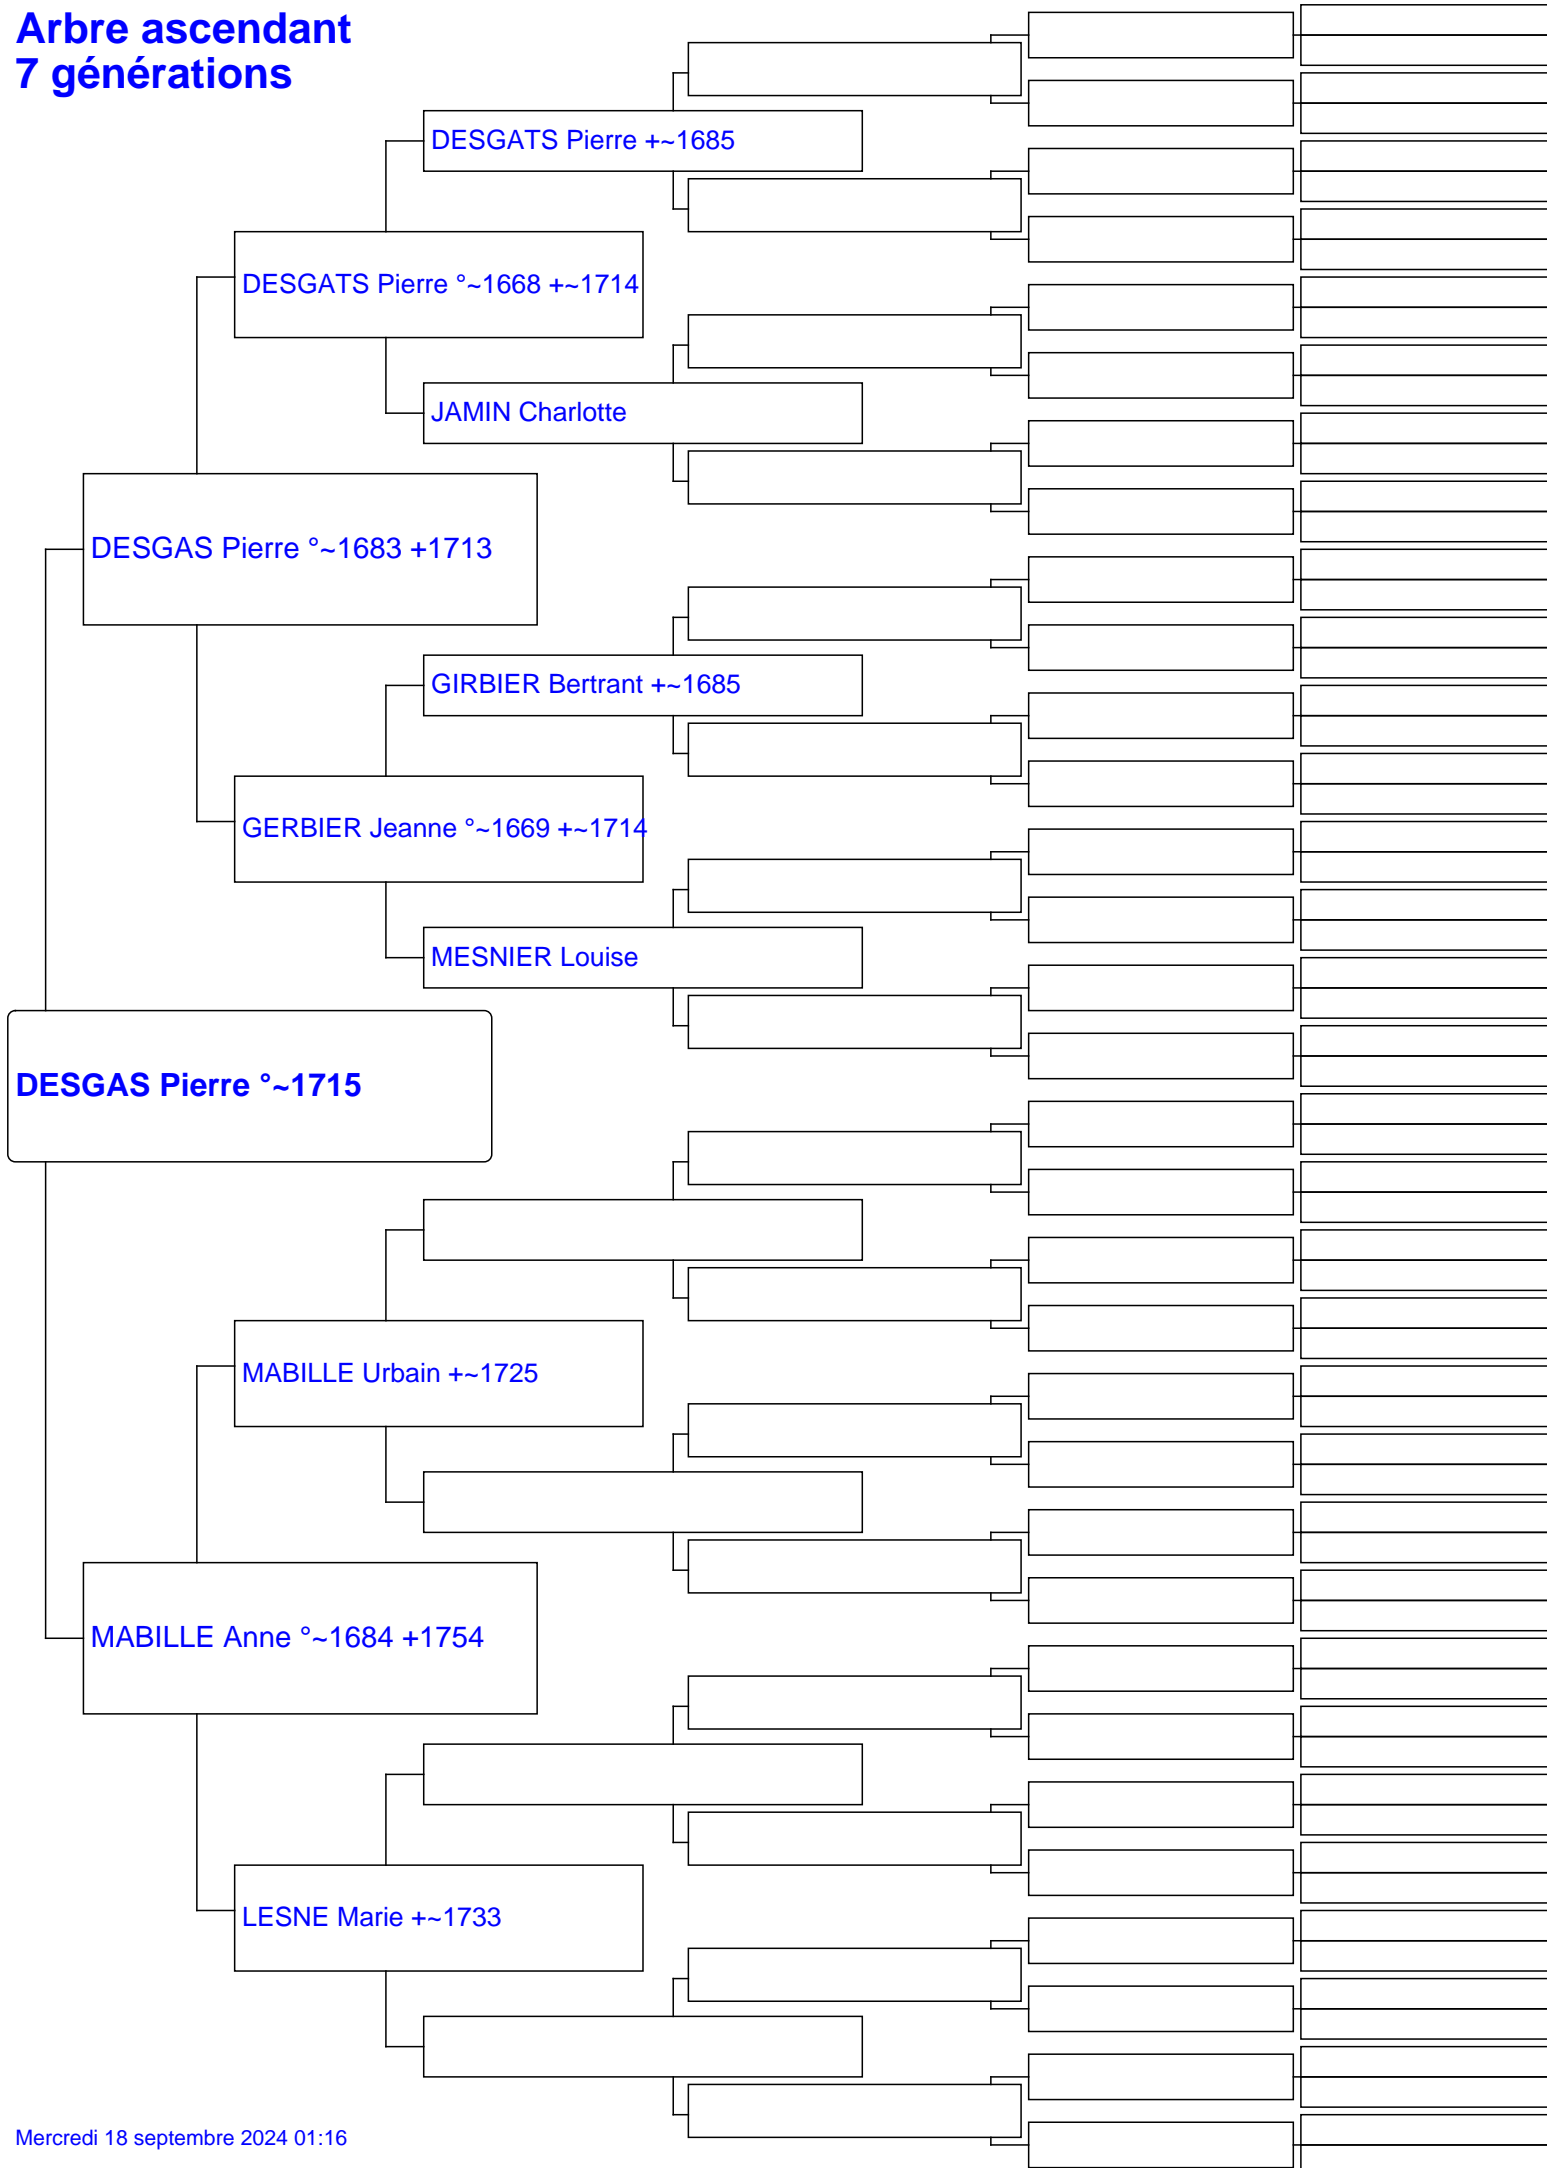 Arbre ascendant
7 générations
DESGATS Pierre +~1685
DESGATS Pierre °~1668 +~1714
JAMIN Charlotte
DESGAS Pierre °~1683 +1713
GIRBIER Bertrant +~1685
GERBIER Jeanne °~1669 +~1714
MESNIER Louise
DESGAS Pierre °~1715
MABILLE Urbain +~1725
MABILLE Anne °~1684 +1754
LESNE Marie +~1733
Mercredi 18 septembre 2024 01:16